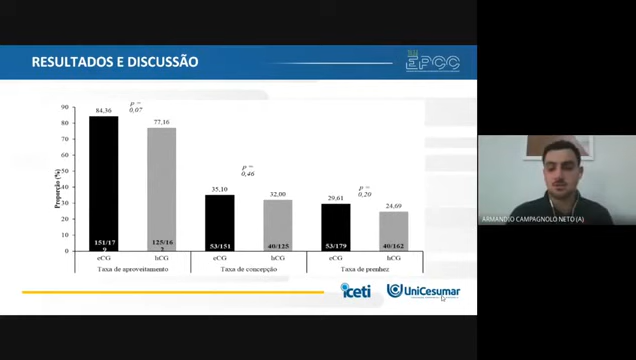 RESULTADOS E DISCUSSÃO
EPCC
90
80
70
60
50
40
30
20
10
0
Proporção (%)
84,36
p =
0,07
77,16
35,10
p =
0,46
32,00
29,61
p =
0,20
24,69
151/17
9
125/16
2
53/151
40/125
53/179
40/162
eCG
hCG
eCG
hCG
eCG
hCG
Taxa de aproveitamento
Taxa de concepção
Taxa de prenhez
iceti
UniCesumar
ARMANDIO CAMPAGNOLO NETO (A)